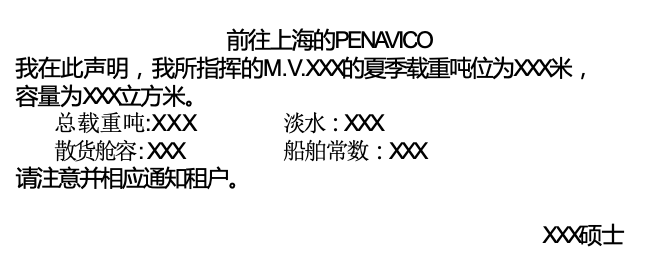 前往上海的PENAVICO
我在此声明，我所指挥的M.V.XXX的夏季载重吨位为XXX米，
容量为XXX立方米。
总载重吨:XXX 淡水：XXX
散货舱容:XXX 船舶常数：XXX
请注意并相应通知租户。
XXX硕士